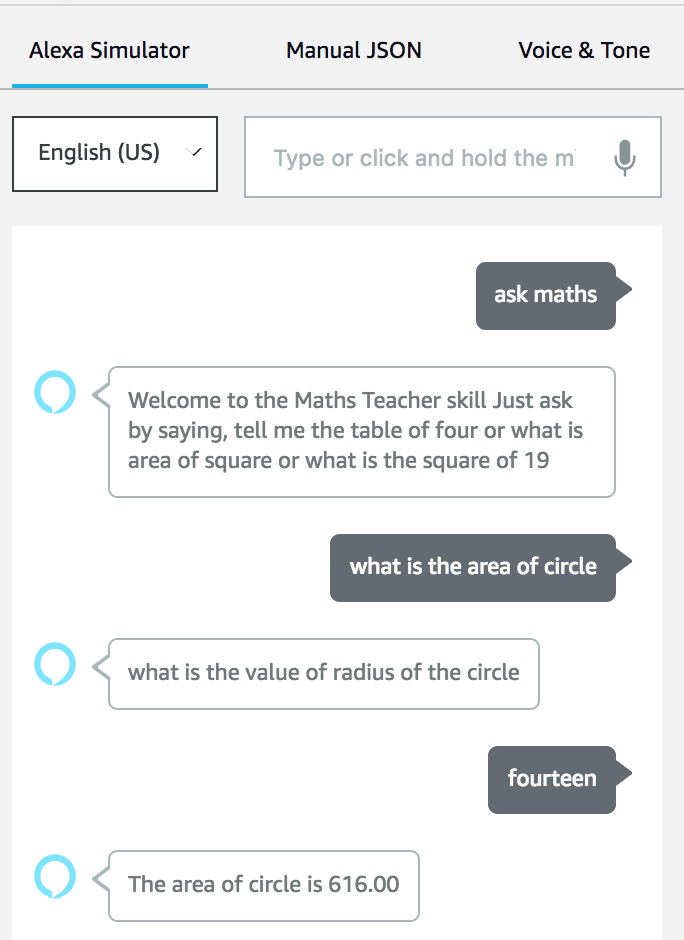 Alexa Simulator Manual JSON Voice & Tone
English (US) Type or click and hold the m
ask maths
Welcome to the Maths Teacher skill Just ask
by saying, tell me the table of four or what is
area of square or what is the square of 19
what is the area of circle
what is the value of radius of the circle
fourteen
The area of circle is 616.00